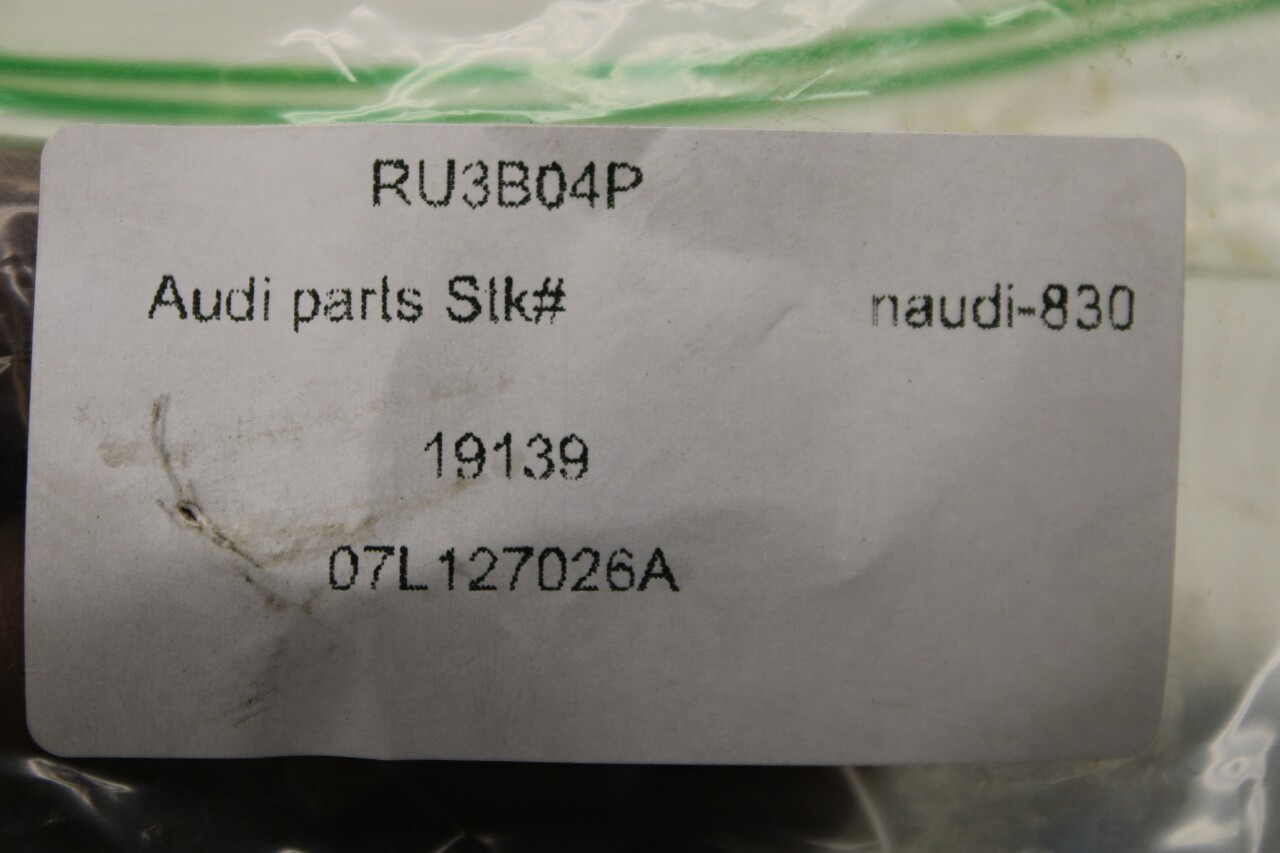 RU3B04P
Audi parts Stk# naudi-830
19139
07L127026A